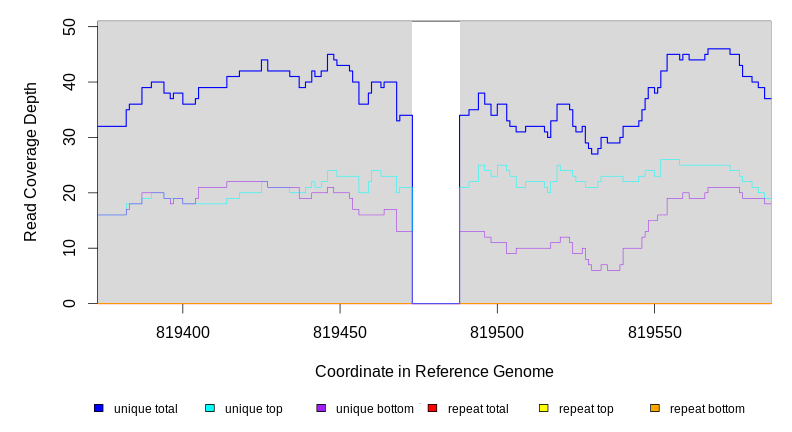 50
40
30
20
10
0
Read Coverage Depth
819400 819450 819500 819550
Coordinate in Reference Genome
unique total unique top unique bottom repeat total repeat top repeat bottom